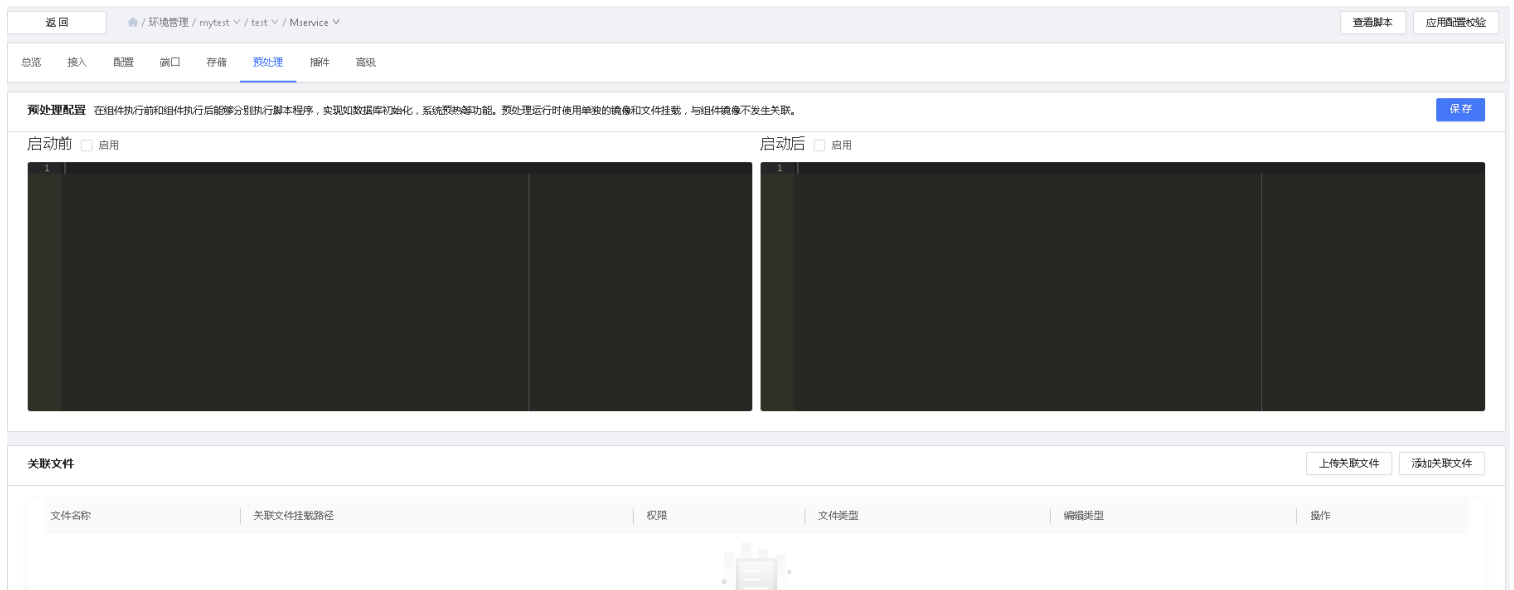 返回 / 环境管理 / mytest / test / Mservice 查看脚本 应用配置校验
总览 接入 配置 端口 存储 预处理 插件 高级
预处理配置 在组件执行前和组件执行后能够分别执行脚本程序，实现如数据库初始化，系统预热等功能。预处理运行时使用单独的镜像和文件挂载，与组件镜像不发生关联。 保存
启动前 启用 启动后 启用
1 1
关联文件 上传关联文件 添加关联文件
文件名称 关联文件挂载路径 权限 文件类型 编辑类型 操作